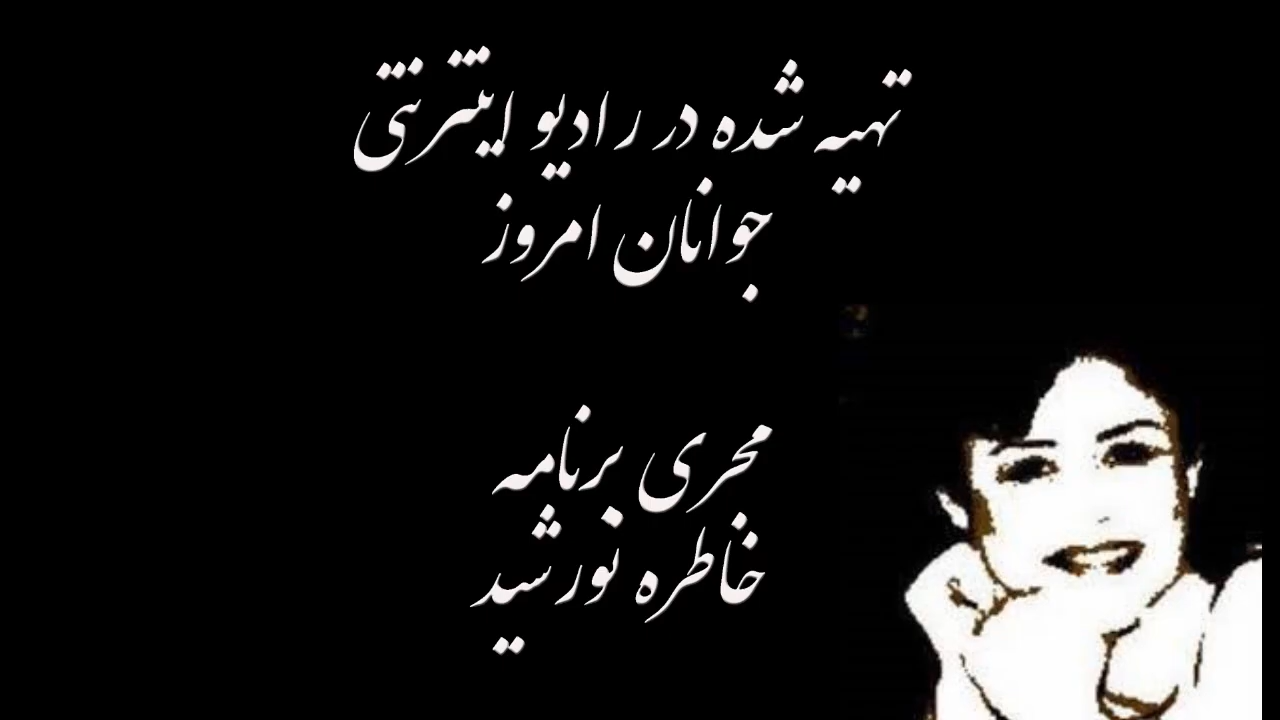 تهیه شده در رادیو اینترنتی
جوانان امروز
مجری برنامه
خاطره نورشید